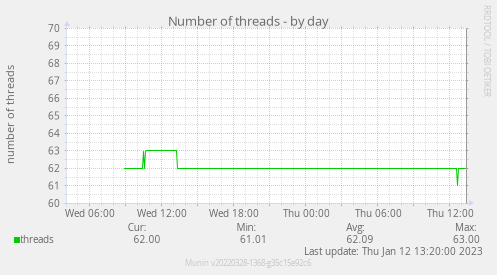 Number of threads - by day
RRDTOOL / TOBI OETIKER
number of threads
70
69
68
67
66
65
64
63
62
61
60
Wed 06:00 Wed 12:00 Wed 18:00 Thu 00:00 Thu 06:00 Thu 12:00
Cur: Min: Avg: Max:
threads 62.00 61.01 62.09 63.00
Last update: Thu Jan 12 13:20:00 2023
Munin v20220328-1368-g35c15e92c6